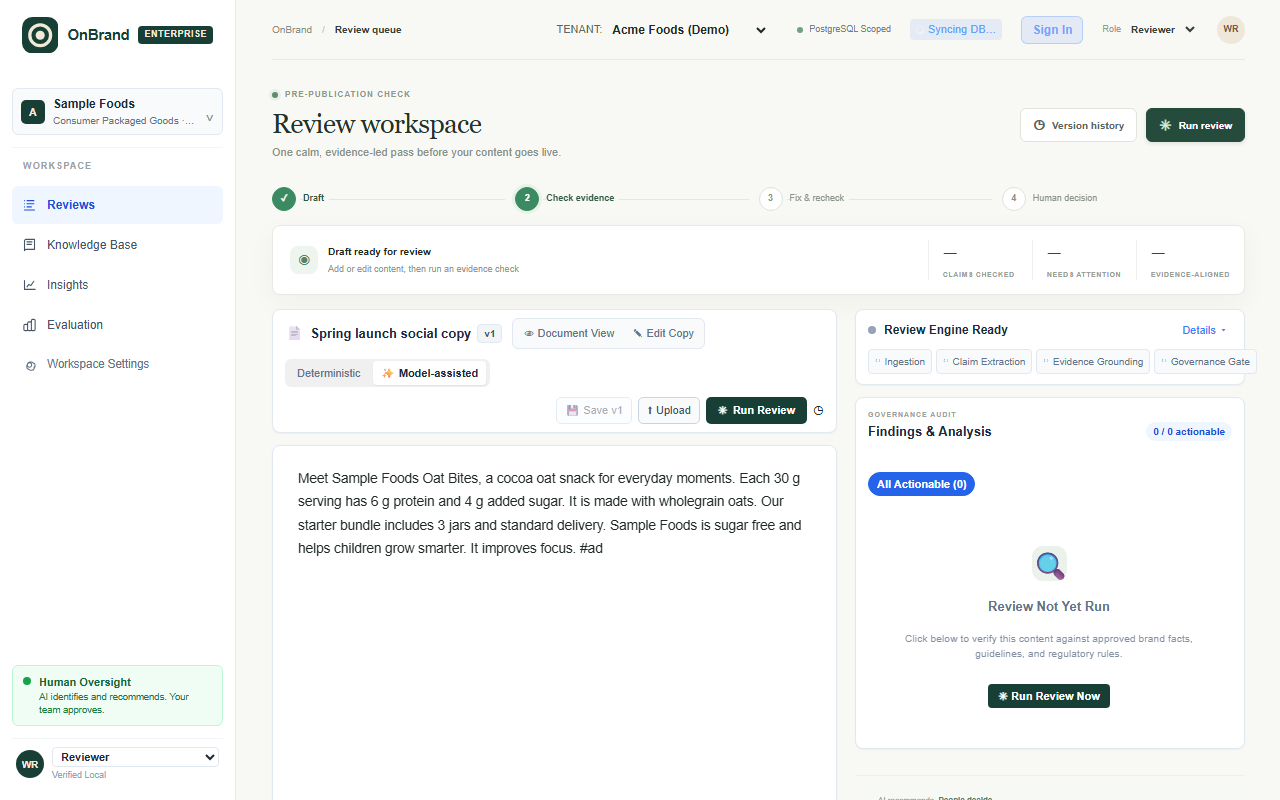 OnBrand ENTERPRISE
A Sample Foods
Consumer Packaged Goods ·...
WORKSPACE
Reviews
Knowledge Base
Insights
Evaluation
Workspace Settings
Human Oversight
AI identifies and recommends. Your
team approves.
WR Reviewer
Verified Local
OnBrand / Review queue
TENANT: Acme Foods (Demo)
PostgreSQL Scoped
Syncing DB...
Sign In
Role Reviewer
WR
PRE-PUBLICATION CHECK
Review workspace
One calm, evidence-led pass before your content goes live.
Version history
Run review
Draft
2 Check evidence
3 Fix & recheck
4 Human decision
Draft ready for review
Add or edit content, then run an evidence check
— CLAIMS CHECKED
— NEEDS ATTENTION
— EVIDENCE-ALIGNED
Spring launch social copy v1
Document View Edit Copy
Deterministic Model-assisted
Save v1 Upload Run Review
Meet Sample Foods Oat Bites, a cocoa oat snack for everyday moments. Each 30 g
serving has 6 g protein and 4 g added sugar. It is made with wholegrain oats. Our
starter bundle includes 3 jars and standard delivery. Sample Foods is sugar free and
helps children grow smarter. It improves focus. #ad
Review Engine Ready Details
Ingestion Claim Extraction Evidence Grounding Governance Gate
GOVERNANCE AUDIT
Findings & Analysis 0 / 0 actionable
All Actionable (0)
Review Not Yet Run
Click below to verify this content against approved brand facts,
guidelines, and regulatory rules.
Run Review Now
AI recommends. People decide.